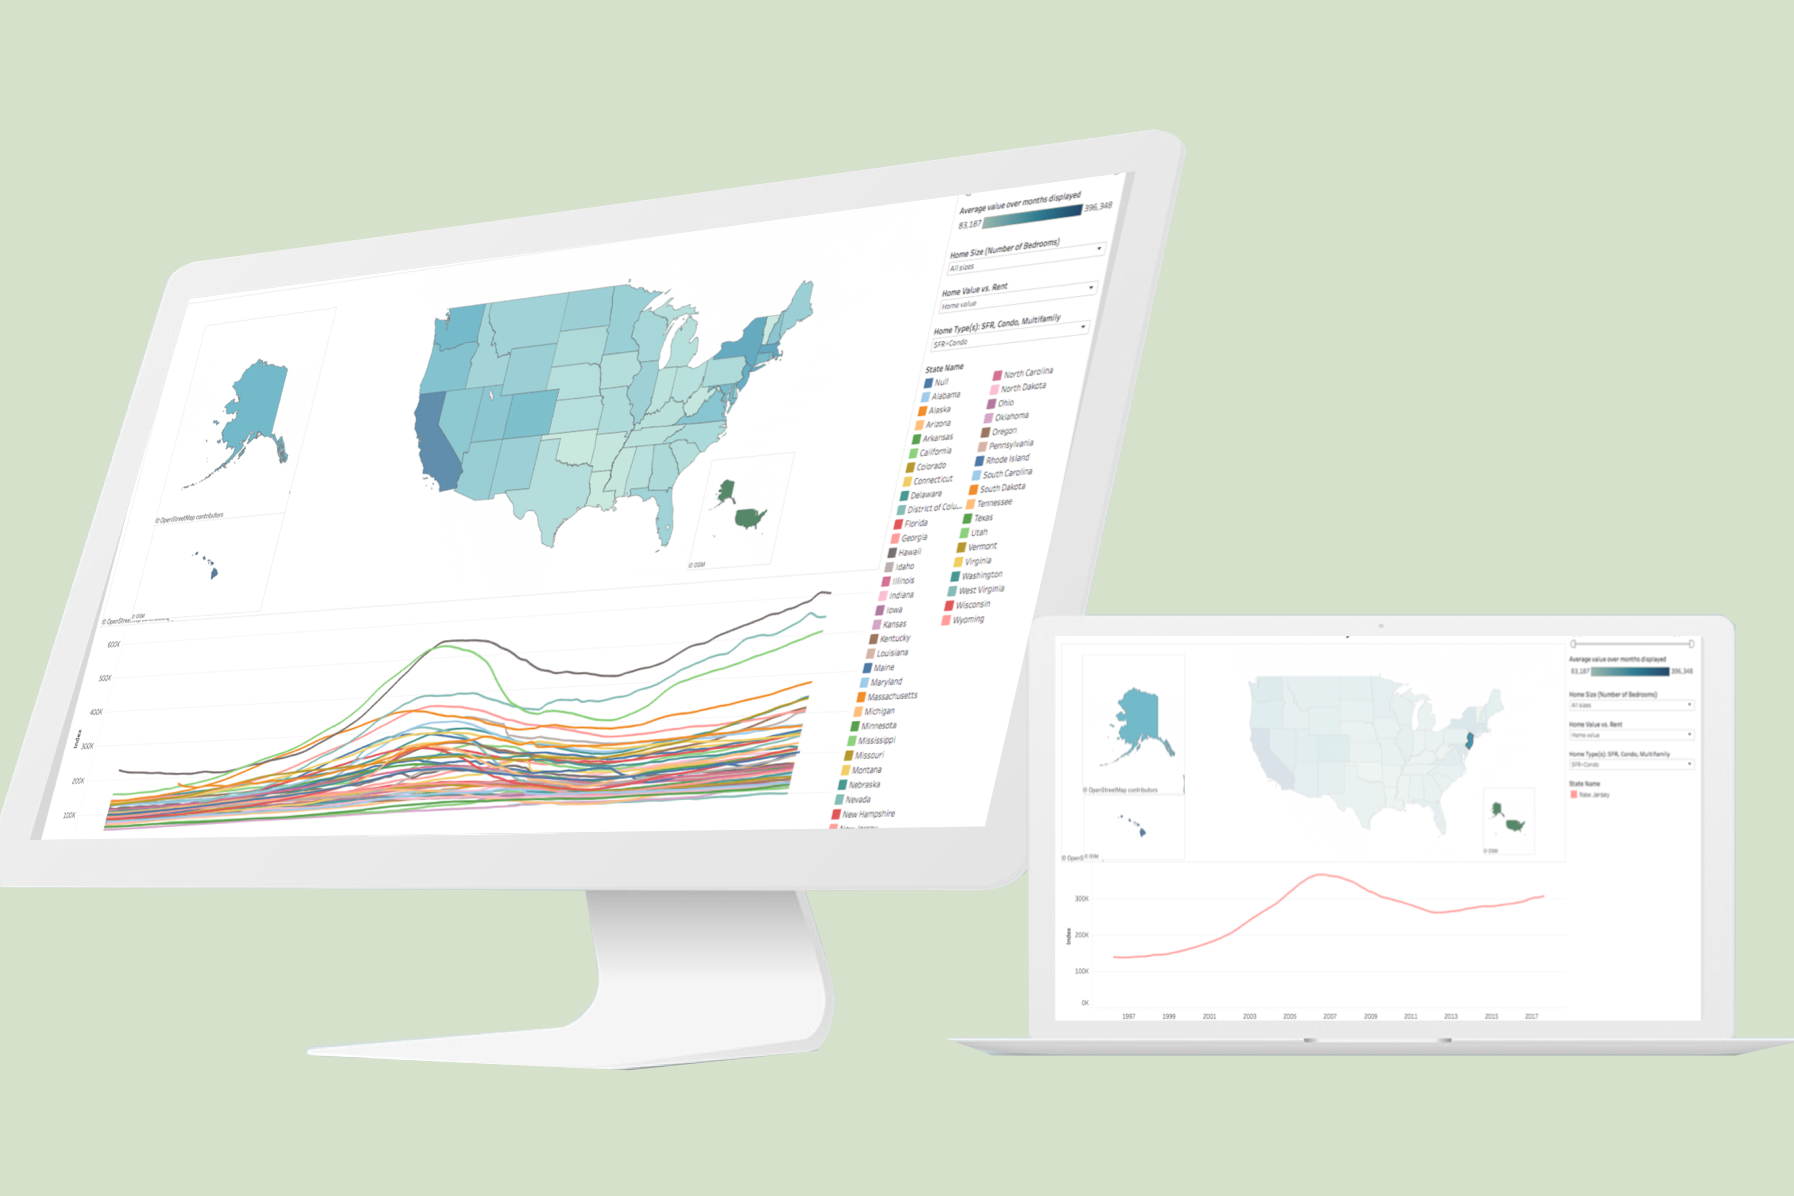 Average value over months displayed
83,187 396,348
Home Size (Number of Bedrooms)
All sizes
Home Value vs. Rent
Home value
Home Type(s): SFR, Condo, Multifamily
SFR+Condo
State Name
Null
Alabama
Alaska
Arizona
Arkansas
California
Colorado
Connecticut
Delaware
District of Colu...
Florida
Georgia
Hawaii
Idaho
Illinois
Indiana
Iowa
Kansas
Kentucky
Louisiana
Maine
Maryland
Massachusetts
Michigan
Minnesota
Mississippi
Missouri
Montana
Nebraska
Nevada
New Hampshire
North Carolina
North Dakota
Ohio
Oklahoma
Oregon
Pennsylvania
Rhode Island
South Carolina
South Dakota
Tennessee
Texas
Utah
Vermont
Virginia
Washington
West Virginia
Wisconsin
Wyoming
© OpenStreetMap contributors
© OSM
© OSM
600K
500K
400K
300K
200K
100K
Index
Average value over months displayed
83,187 396,348
Home Size (Number of Bedrooms)
All sizes
Home Value vs. Rent
Home value
Home Type(s): SFR, Condo, Multifamily
SFR+Condo
State Name
New Jersey
© OpenStreetMap contributors
© OSM
© OSM
300K
200K
100K
0K
Index
1997 1999 2001 2003 2005 2007 2009 2011 2013 2015 2017